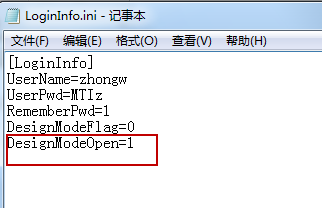 LoginInfo.ini - 记事本
文件(F) 编辑(E) 格式(O) 查看(V) 帮助(H)
[LoginInfo]
UserName=zhongw
UserPwd=MTIz
RememberPwd=1
DesignModeFlag=0
DesignModeOpen=1